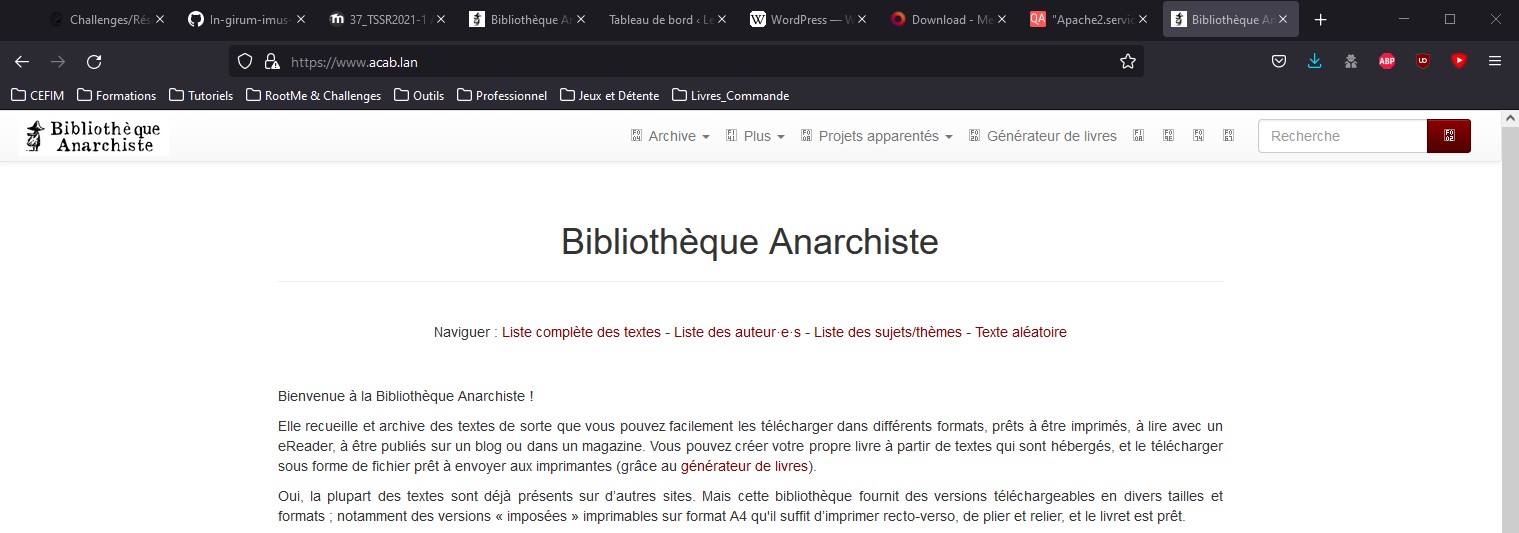 Challenges/Rés
In-girum-imus-
37_TSSR2021-1 A
Bibliothèque An
Tableau de bord ‹ Le
WordPress — W
Download - Me
"Apache2.servic
Bibliothèque An
https://www.acab.lan
CEFIM Formations Tutoriels RootMe & Challenges Outils Professionnel Jeux et Détente Livres_Commande
Bibliothèque
Anarchiste
Archive Plus Projets apparentés Générateur de livres Recherche
Bibliothèque Anarchiste
Naviguer : Liste complète des textes - Liste des auteur·e·s - Liste des sujets/thèmes - Texte aléatoire
Bienvenue à la Bibliothèque Anarchiste !
Elle recueille et archive des textes de sorte que vous pouvez facilement les télécharger dans différents formats, prêts à être imprimés, à lire avec un
eReader, à être publiés sur un blog ou dans un magazine. Vous pouvez créer votre propre livre à partir de textes qui sont hébergés, et le télécharger
sous forme de fichier prêt à envoyer aux imprimantes (grâce au générateur de livres).
Oui, la plupart des textes sont déjà présents sur d'autres sites. Mais cette bibliothèque fournit des versions téléchargeables en divers tailles et
formats ; notamment des versions « imposées » imprimables sur format A4 qu'il suffit d'imprimer recto-verso, de plier et relier, et le livret est prêt.